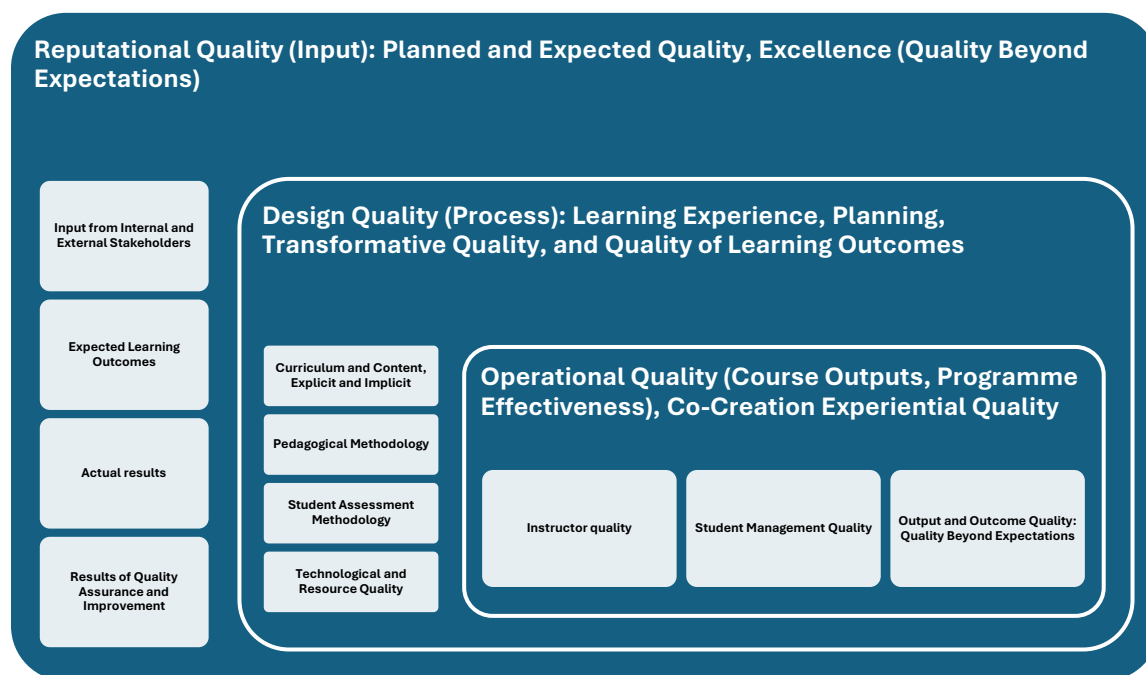 Reputational Quality (Input): Planned and Expected Quality, Excellence (Quality Beyond
Expectations)
Input from Internal and
External Stakeholders
Expected Learning
Outcomes
Actual results
Results of Quality
Assurance and
Improvement
Design Quality (Process): Learning Experience, Planning,
Transformative Quality, and Quality of Learning Outcomes
Curriculum and Content,
Explicit and Implicit
Pedagogical Methodology
Student Assessment
Methodology
Technological and
Resource Quality
Operational Quality (Course Outputs, Programme
Effectiveness), Co-Creation Experiential Quality
Instructor quality
Student Management Quality
Output and Outcome Quality:
Quality Beyond Expectations